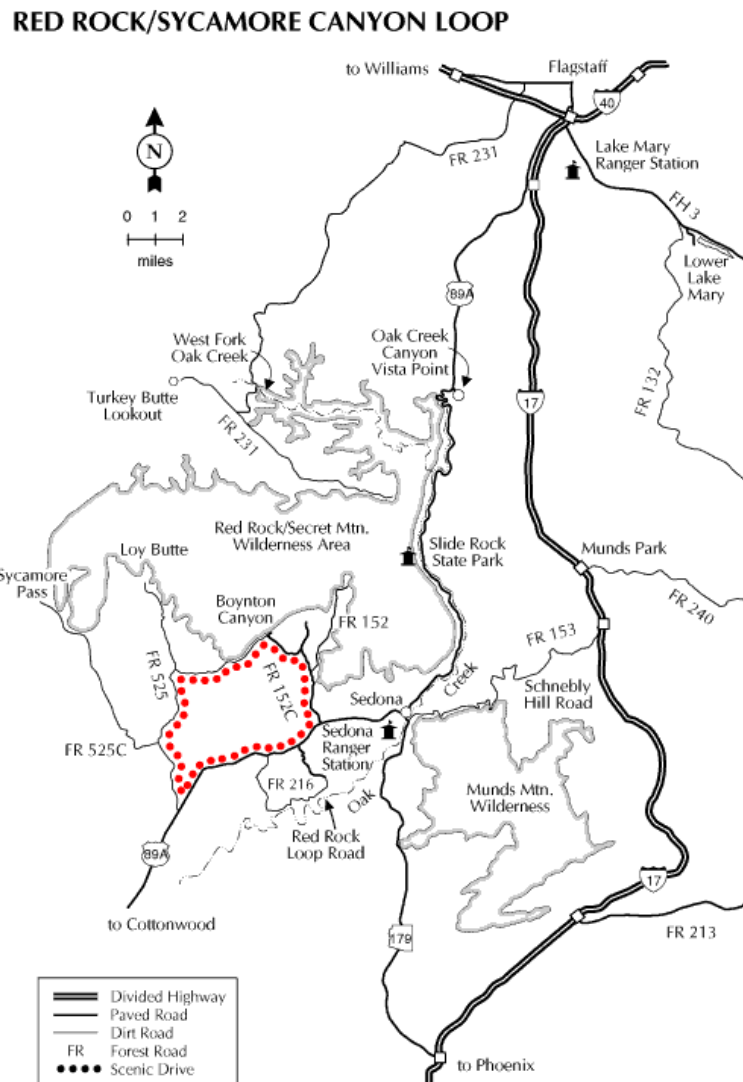 RED ROCK/SYCAMORE CANYON LOOP
to Williams
Flagstaff
40
N
Lake Mary
Ranger Station
FR 231
FH 3
0 1 2
miles
Lower
Lake
Mary
89A
West Fork
Oak Creek
Oak Creek
Canyon
Vista Point
Turkey Butte
Lookout
FR 231
17
FR 132
Red Rock/Secret Mtn.
Wilderness Area
Loy Butte
Slide Rock
State Park
Munds Park
Sycamore
Pass
Boynton
Canyon
FR 152
FR 240
FR 153
FR 525
FR 152C
Sedona
Creek
Schnebly
Hill Road
FR 525C
Sedona
Ranger
Station
FR 216
Oak
Munds Mtn.
Wilderness
Red Rock
Loop Road
89A
17
to Cottonwood
179
FR 213
Divided Highway
Paved Road
Dirt Road
FR Forest Road
Scenic Drive
to Phoenix